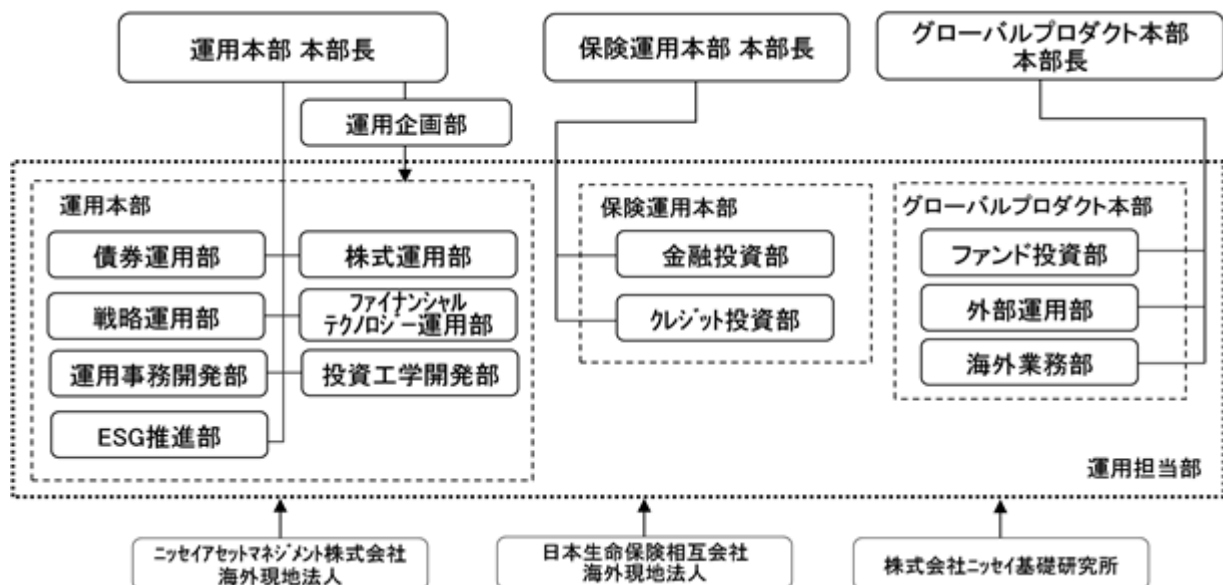 運用本部 本部長
保険運用本部 本部長
グローバルプロダクト本部
本部長
運用企画部
運用本部
債券運用部
株式運用部
戦略運用部
ファイナンシャル
テクノロジー運用部
運用事務開発部
投資工学開発部
ESG推進部
保険運用本部
金融投資部
クレジット投資部
グローバルプロダクト本部
ファンド投資部
外部運用部
海外業務部
運用担当部
ニッセイアセットマネジメント株式会社
海外現地法人
日本生命保険相互会社
海外現地法人
株式会社ニッセイ基礎研究所